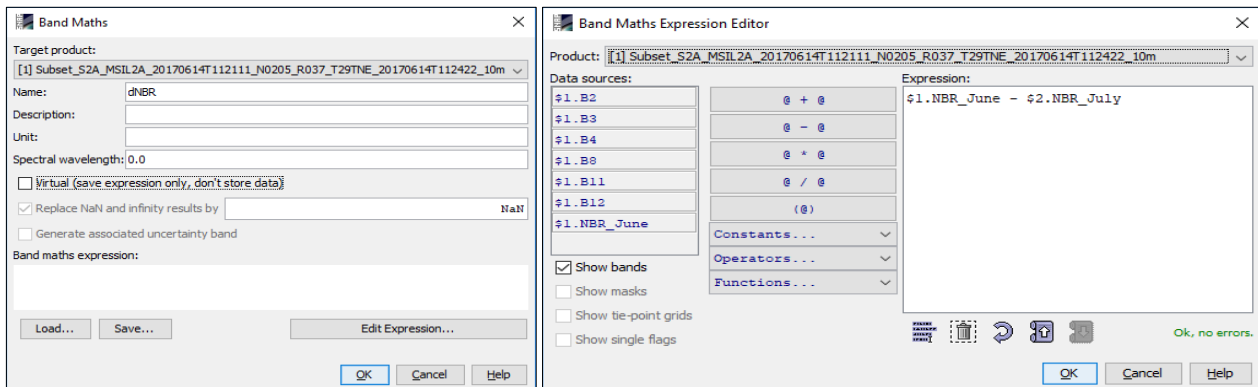 Band Maths
Target product:
[1] Subset_S2A_MSIL2A_20170614T112111_N0205_R037_T29TNE_20170614T112422_10m
Name: dNBR
Description:
Unit:
Spectral wavelength: 0.0
Virtual (save expression only, don't store data)
Replace NaN and infinity results by NaN
Generate associated uncertainty band
Band maths expression:
Load... Save... Edit Expression...
OK Cancel Help
Band Maths Expression Editor
Product: [1] Subset_S2A_MSIL2A_20170614T112111_N0205_R037_T29TNE_20170614T112422_10m
Data sources:
$1.B2
$1.B3
$1.B4
$1.B8
$1.B11
$1.B12
$1.NBR_June
Show bands
Show masks
Show tie-point grids
Show single flags
@ + @
@ - @
@ * @
@ / @
(@)
Constants...
Operators...
Functions...
Expression:
$1.NBR_June - $2.NBR_July
Ok, no errors.
OK Cancel Help